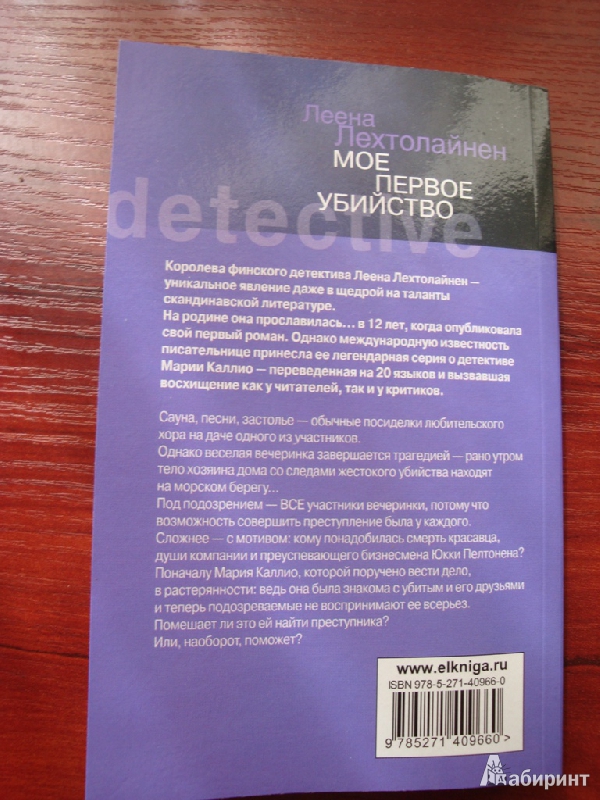 Леена
Лехтолайнен
МОЕ
ПЕРВОЕ
УБИЙСТВО
detective
Королева финского детектива Леена Лехтолайнен —
уникальное явление даже в щедрой на таланты
скандинавской литературе.
На родине она прославилась... в 12 лет, когда опубликовала
свой первый роман. Однако международную известность
писательнице принесла ее легендарная серия о детективе
Марии Каллио — переведенная на 20 языков и вызвавшая
восхищение как у читателей, так и у критиков.
Сауна, песни, застолье — обычные посиделки любительского
хора на даче одного из участников.
Однако веселая вечеринка завершается трагедией — рано утром
тело хозяина дома со следами жестокого убийства находят
на морском берегу...
Под подозрением — ВСЕ участники вечеринки, потому что
возможность совершить преступление была у каждого.
Сложнее — с мотивом: кому понадобилась смерть красавца,
души компании и преуспевающего бизнесмена Юкки Пелтонена?
Поначалу Мария Каллио, которой поручено вести дело,
в растерянности: ведь она была знакома с убитым и его друзьями
и теперь подозреваемые не воспринимают ее всерьез.
Помешает ли это ей найти преступника?
Или, наоборот, поможет?
www.elkniga.ru
ISBN 978-5-271-40966-0
9 785271 409660 >
Лабиринт